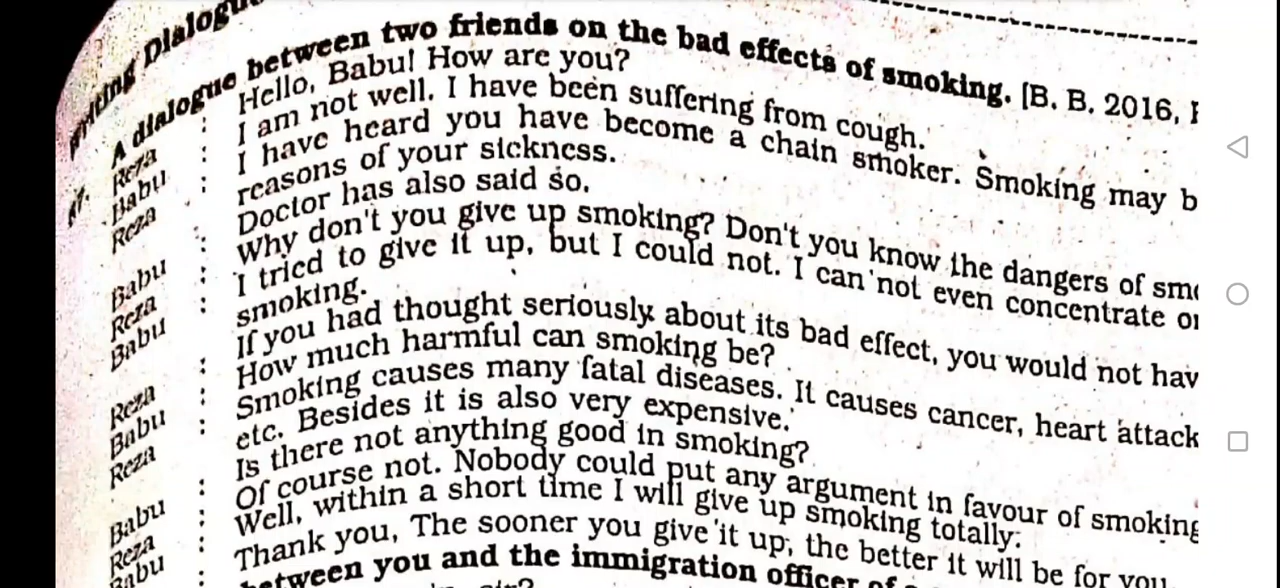 Writing Dialogu
17. A dialogue between two friends on the bad effects of smoking. [B. B. 2016,
Reza : Hello, Babu! How are you?
Babu : I am not well. I have been suffering from cough.
Reza : I have heard you have become a chain smoker. Smoking may b
reasons of your sickness.
Babu : Doctor has also said so.
Reza : Why don't you give up smoking? Don't you know the dangers of smo
Babu : I tried to give it up, but I could not. I can not even concentrate on
smoking.
Reza : If you had thought seriously about its bad effect, you would not hav
Babu : How much harmful can smoking be?
Reza : Smoking causes many fatal diseases. It causes cancer, heart attack
etc. Besides it is also very expensive.
Babu : Is there not anything good in smoking?
Reza : Of course not. Nobody could put any argument in favour of smoking
Babu : Well, within a short time I will give up smoking totally.
: Thank you, The sooner you give it up, the better it will be for you
between you and the immigration officer of
sir?